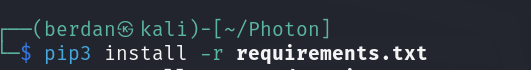 ┌──(berdan㉿kali)-[~/Photon]
└─$ pip3 install -r requirements.txt